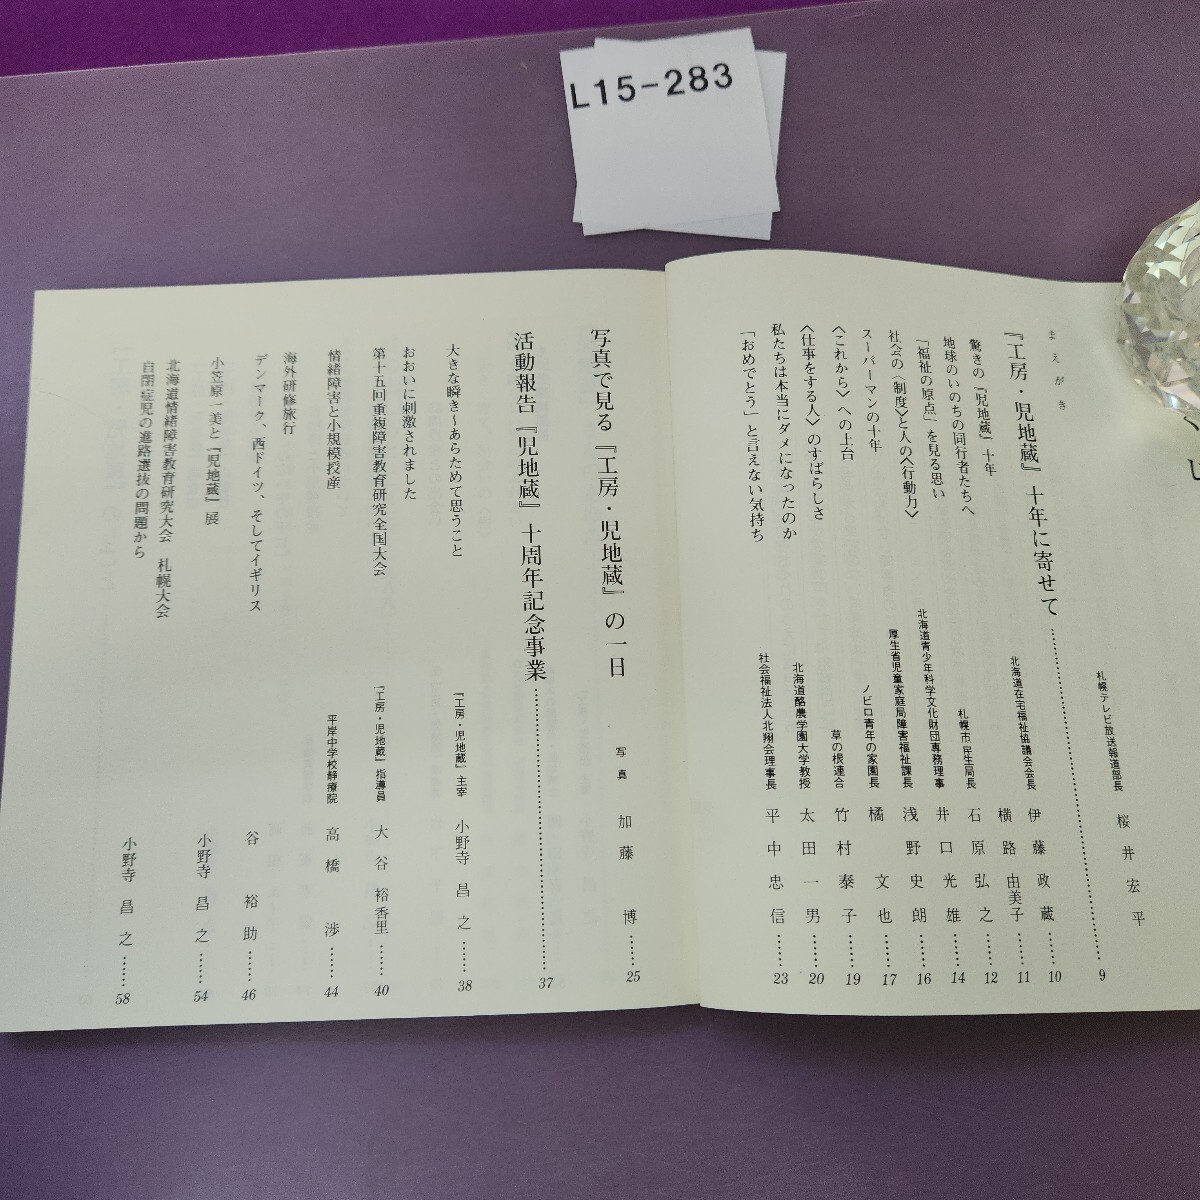 L15-283
く
じ
まえがき
札幌テレビ放送報道部長 桜井宏平
『工房・児地蔵』十年に寄せて……………9
驚きの『児地蔵』十年 北海道在宅福祉協議会会長 伊藤政蔵……10
地球のいのちの同行者たちへ 横路由美子……11
「福祉の原点」を見る思い 札幌市民生局長 石原弘之……12
社会の〈制度〉と人の〈行動力〉 北海道青少年科学文化財団専務理事 井口光雄……14
スーパーマンの十年 厚生省児童家庭局障害福祉課長 浅野史朗……16
〈これから〉への上台 ノビロ青年の家園長 橘文也……17
〈仕事をする人〉のすばらしさ 草の根連合 竹村泰子……19
私たちは本当にダメになったのか 北海道酪農学園大学教授 太田一男……20
「おめでとう」と言えない気持ち 社会福祉法人北翔会理事長 平中忠信……23
写真で見る『工房・児地蔵』の一日 写真 加藤博……25
活動報告『児地蔵』十周年記念事業……………37
大きな瞬き〜あらためて思うこと 『工房・児地蔵』主宰 小野寺昌之……38
おおいに刺激されました
第十五回重複障害教育研究全国大会 『工房・児地蔵』指導員 大谷裕香里……40
情緒障害と小規模授産 平岸中学校静療院 高橋渉……44
海外研修旅行
デンマーク、西ドイツ、そしてイギリス 谷裕助……46
小笠原一美と『児地蔵』展 小野寺昌之……54
北海道情緒障害教育研究大会 札幌大会
自閉症児の進路選抜の問題から 小野寺昌之……58